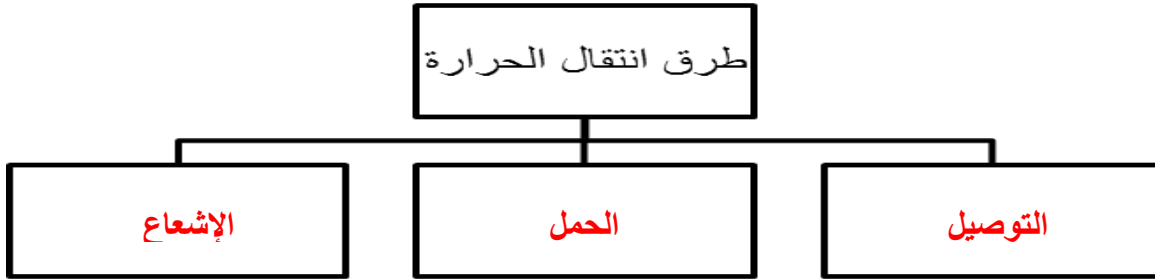 طرق انتقال الحرارة
التوصيل
الحمل
الإشعاع